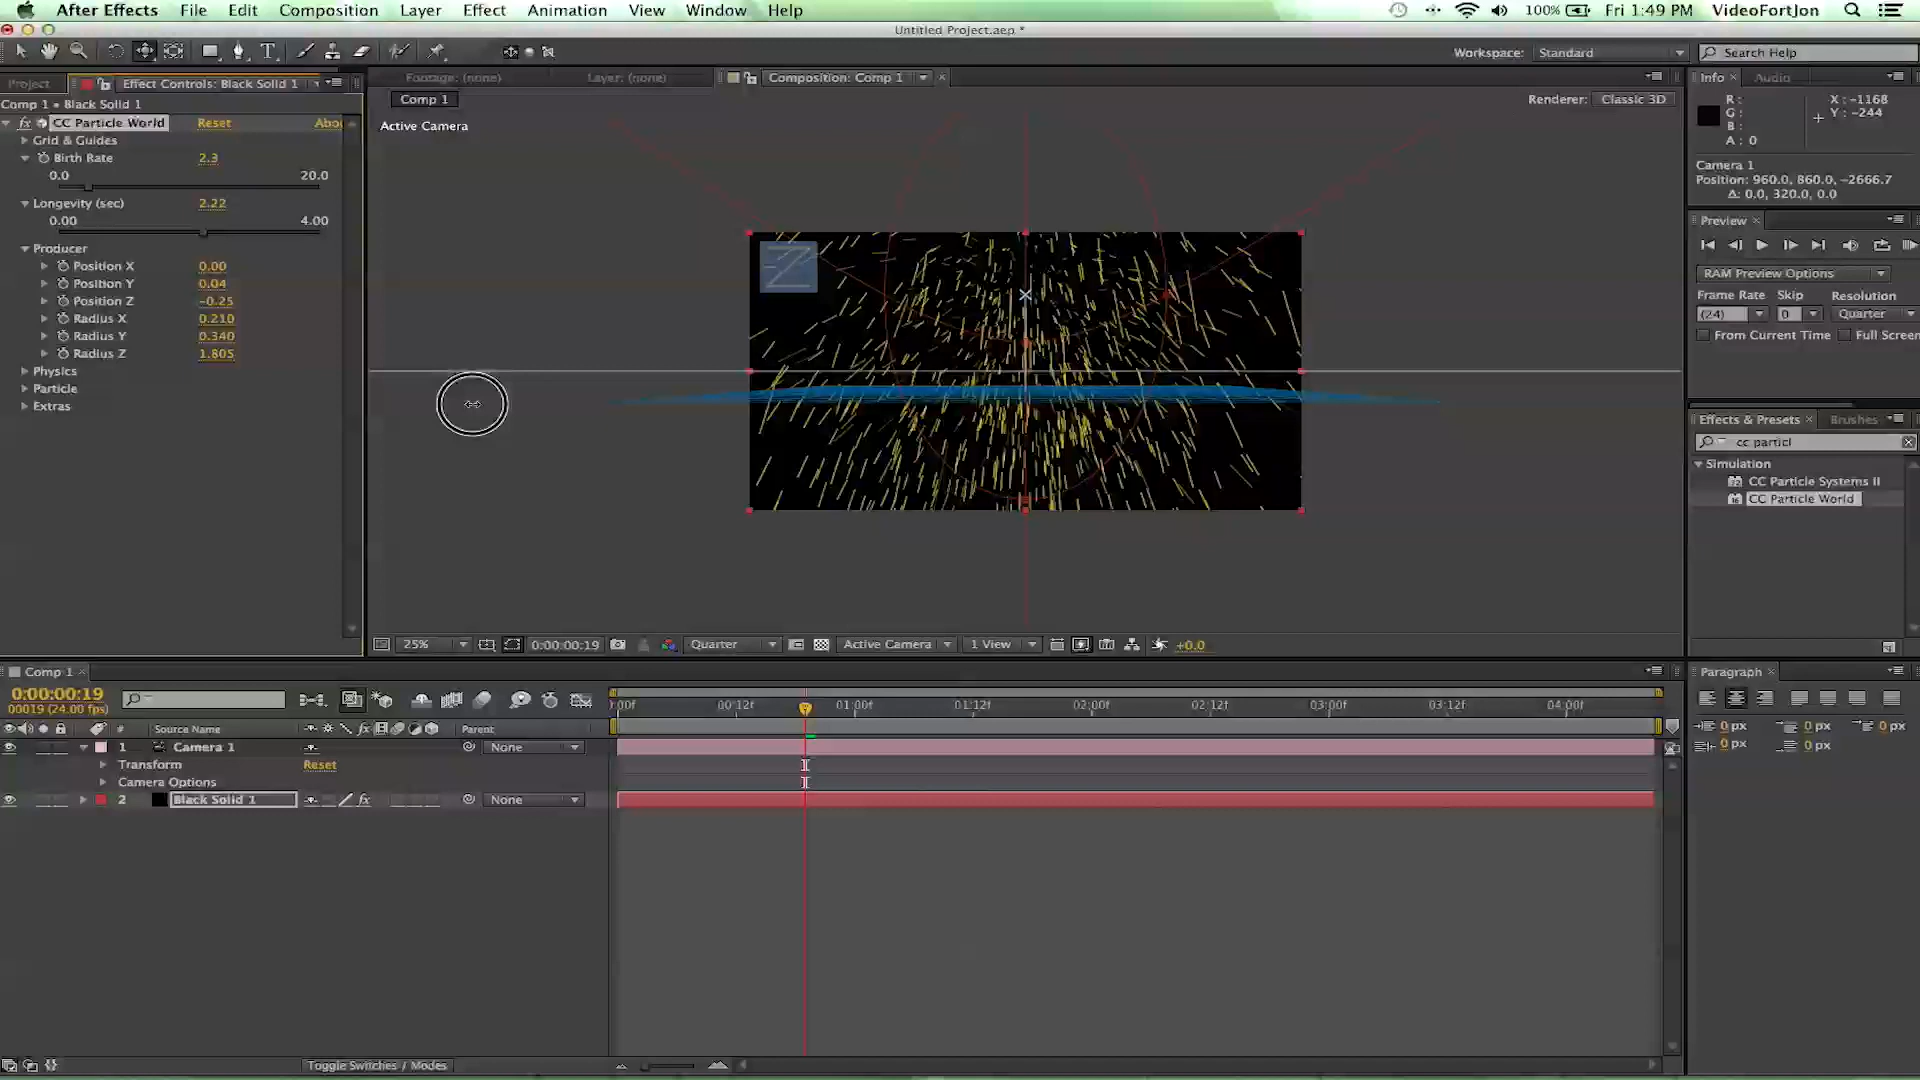 After Effects File Edit Composition Layer Effect Animation View Window Help 100% Fri 1:49 PM VideoFortJon
Untitled Project.aep *
Workspace: Standard Search Help
Project Effect Controls: Black Solid 1 Footage: (none) Layer: (none) Composition: Comp 1 Info Audio
Comp 1 • Black Solid 1
Comp 1 Renderer: Classic 3D
Active Camera
R: X: -1168
G: Y: -244
B:
A: 0
fx CC Particle World Reset Abou
Grid & Guides
Birth Rate 2.3
0.0 20.0
Longevity (sec) 2.22
0.00 4.00
Producer
Position X 0.00
Position Y 0.04
Position Z -0.25
Radius X 0.210
Radius Y 0.340
Radius Z 1.805
Physics
Particle
Extras
Camera 1
Position: 960.0, 860.0, -2666.7
Δ: 0.0, 320.0, 0.0
Preview
RAM Preview Options
Frame Rate Skip Resolution
(24) 0 Quarter
From Current Time Full Screen
Effects & Presets Brushes
cc particl
Simulation
CC Particle Systems II
CC Particle World
25% 0:00:00:19 Quarter Active Camera 1 View +0.0
Comp 1
0:00:00:19
00019 (24.00 fps)
:00f 00:12f 01:00f 01:12f 02:00f 02:12f 03:00f 03:12f 04:00f
# Source Name fx Parent
1 Camera 1 None
Transform Reset
Camera Options
2 Black Solid 1 fx None
Toggle Switches / Modes
Paragraph
0 px 0 px 0 px
0 px 0 px